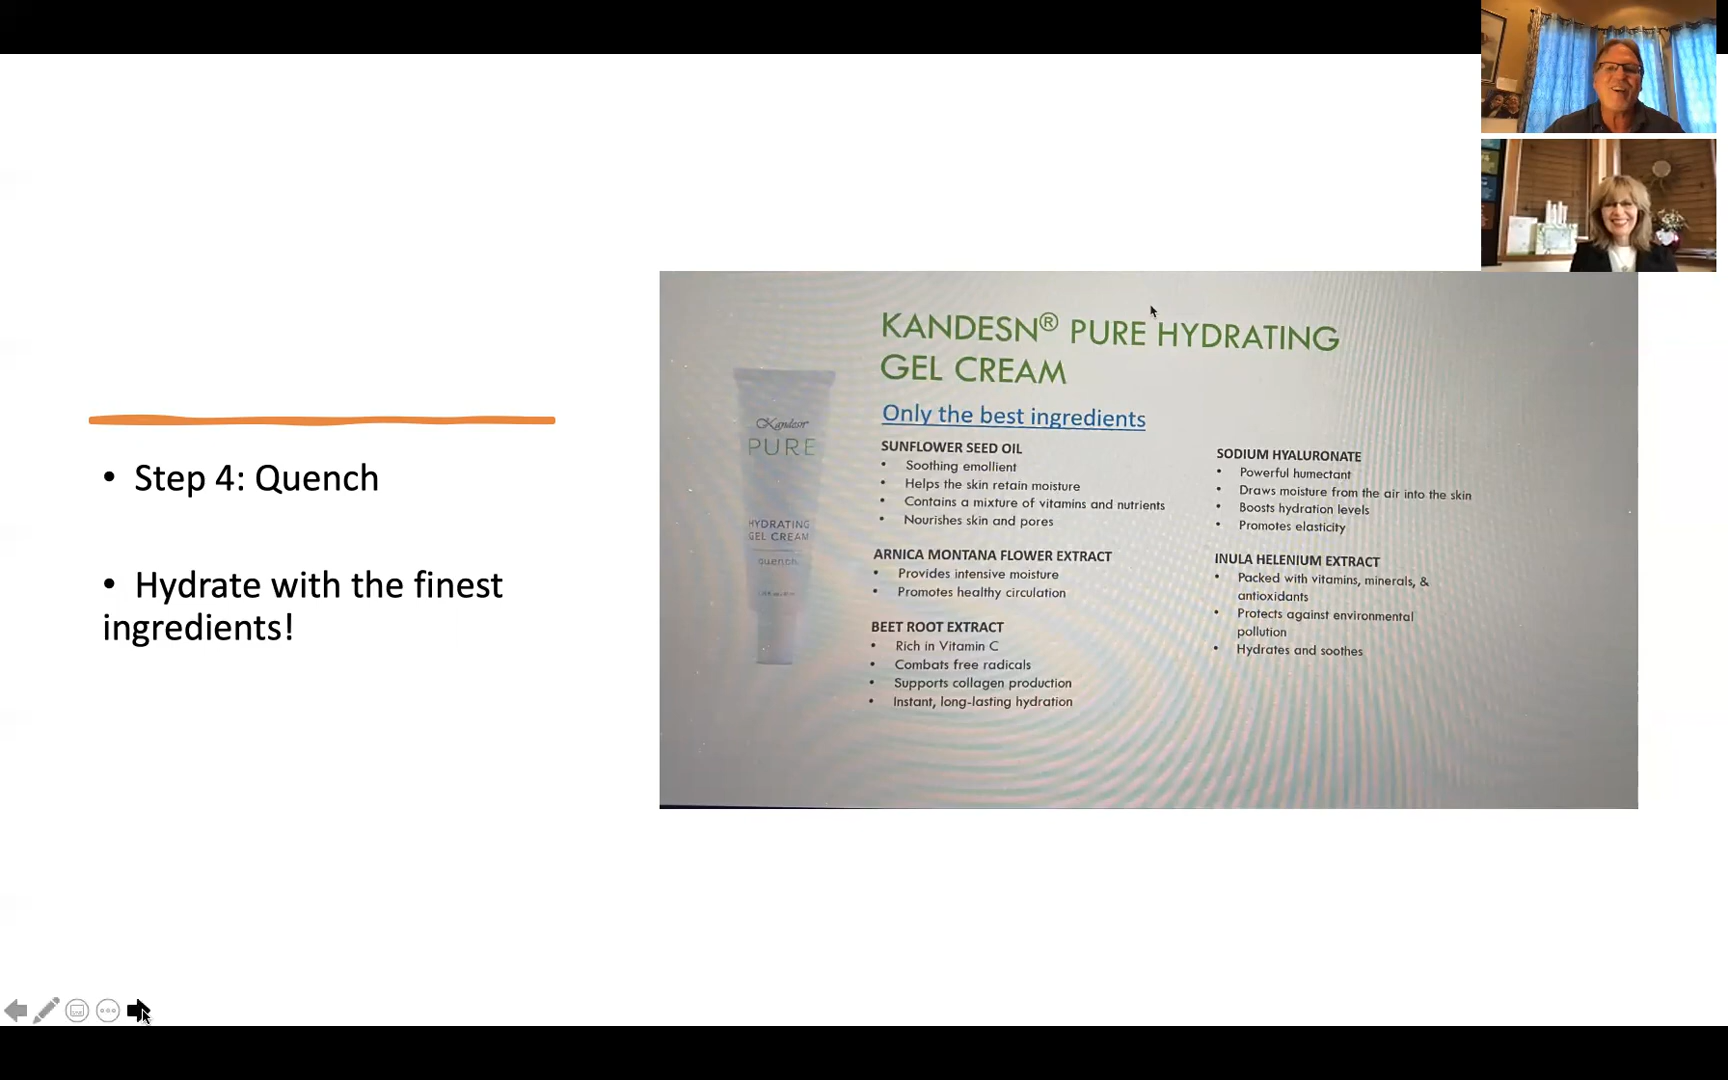 • Step 4: Quench
• Hydrate with the finest
ingredients!
KANDESN® PURE HYDRATING
GEL CREAM
Only the best ingredients
SUNFLOWER SEED OIL
• Soothing emollient
• Helps the skin retain moisture
• Contains a mixture of vitamins and nutrients
• Nourishes skin and pores
ARNICA MONTANA FLOWER EXTRACT
• Provides intensive moisture
• Promotes healthy circulation
BEET ROOT EXTRACT
• Rich in Vitamin C
• Combats free radicals
• Supports collagen production
• Instant, long-lasting hydration
SODIUM HYALURONATE
• Powerful humectant
• Draws moisture from the air into the skin
• Boosts hydration levels
• Promotes elasticity
INULA HELENIUM EXTRACT
• Packed with vitamins, minerals, &
antioxidants
• Protects against environmental
pollution
• Hydrates and soothes
Kandesn
PURE
HYDRATING
GEL CREAM
quench